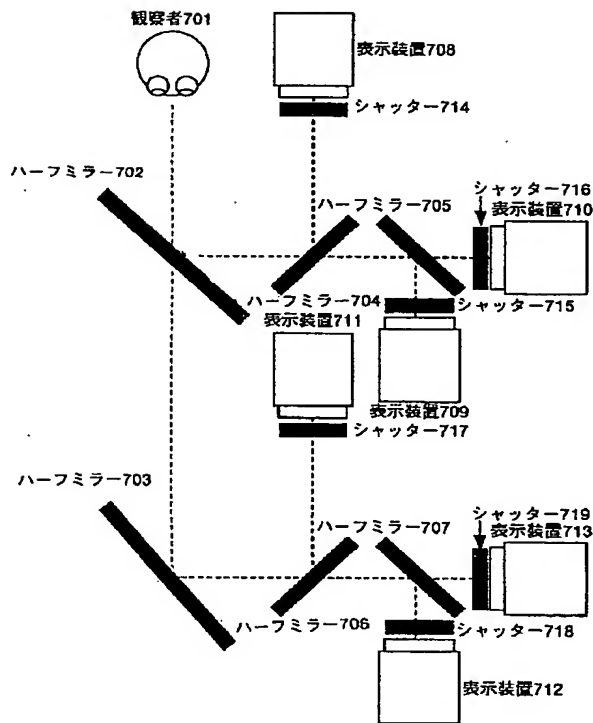 観察者701
表示装置708
シャッター714
ハーフミラー702
シャッター716
表示装置710
ハーフミラー705
ハーフミラー704
シャッター715
表示装置711
表示装置709
シャッター717
ハーフミラー703
シャッター719
表示装置713
ハーフミラー707
ハーフミラー706
シャッター718
表示装置712